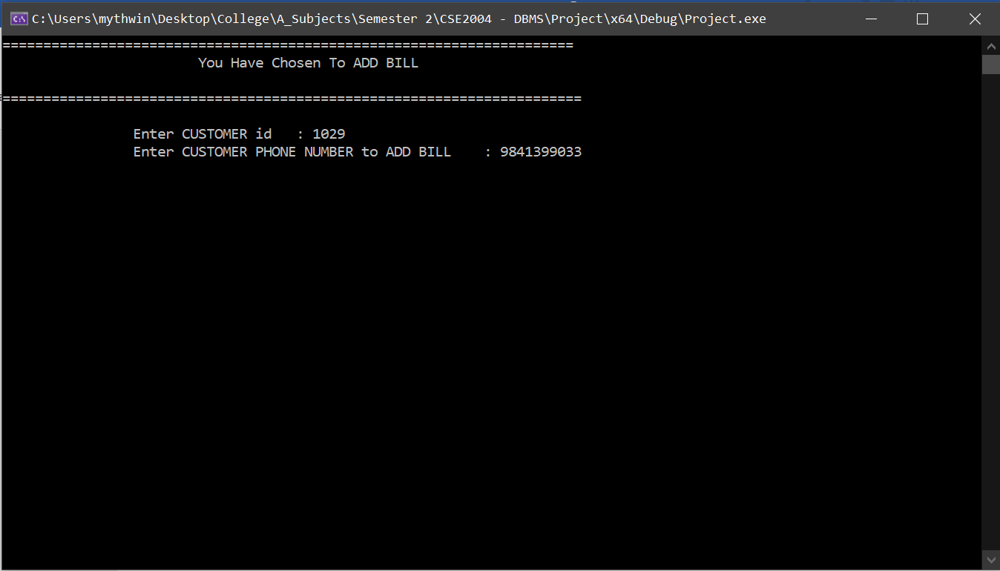 C:\Users\mythwin\Desktop\College\A_Subjects\Semester 2\CSE2004 - DBMS\Project\x64\Debug\Project.exe
======================================================================
You Have Chosen To ADD BILL
=======================================================================
Enter CUSTOMER id   : 1029
Enter CUSTOMER PHONE NUMBER to ADD BILL    : 9841399033